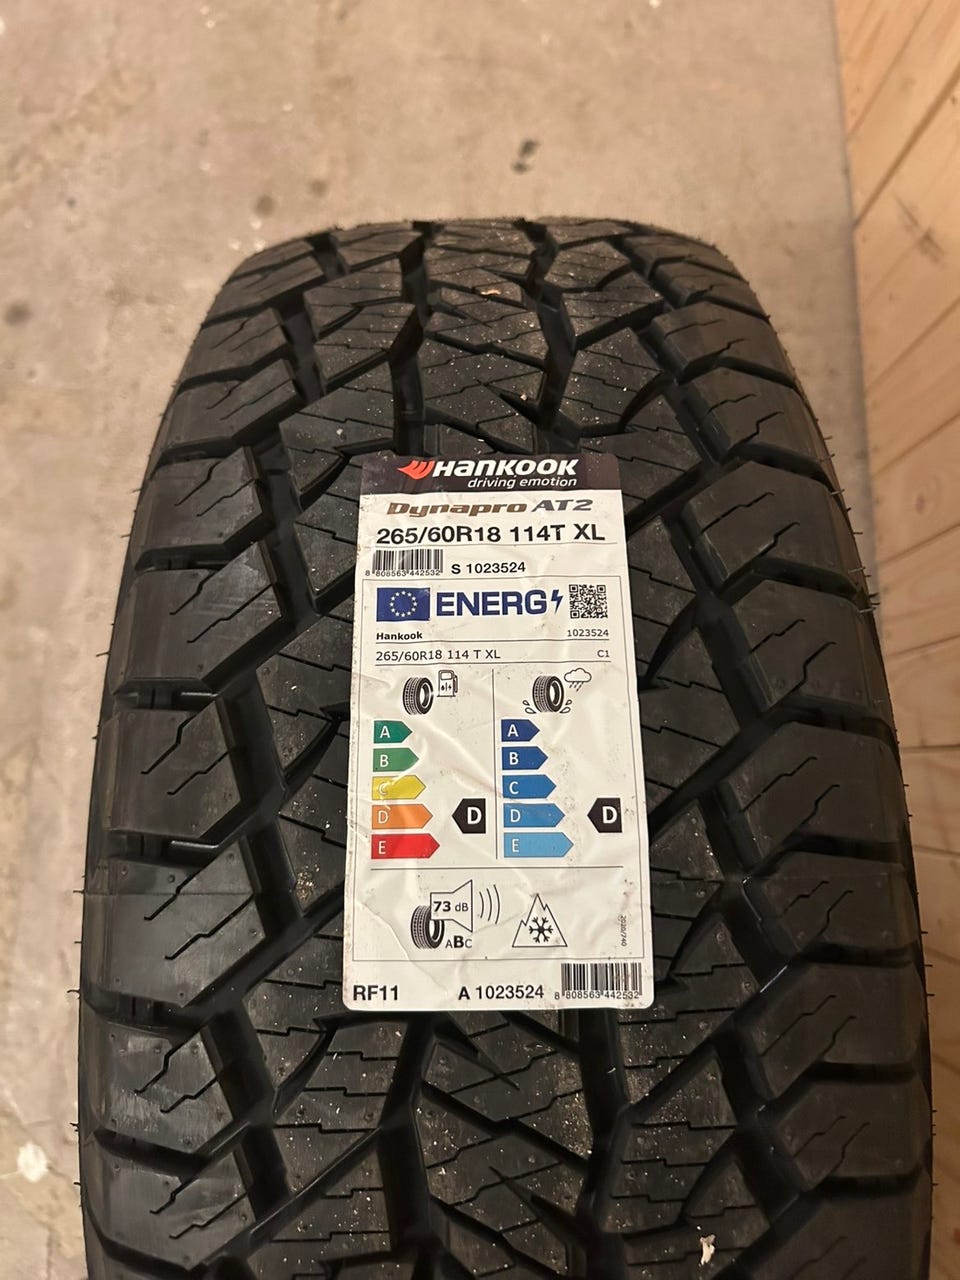 HANKOOK
driving emotion
Dynapro AT2
265/60R18 114T XL
8 808563 442532 S 1023524
ENERG
Hankook 1023524
265/60R18 114 T XL C1
A A
B B
C C
D D D D
E E
73 dB
ABC
2020/740
RF11 A 1023524 8 808563 442532